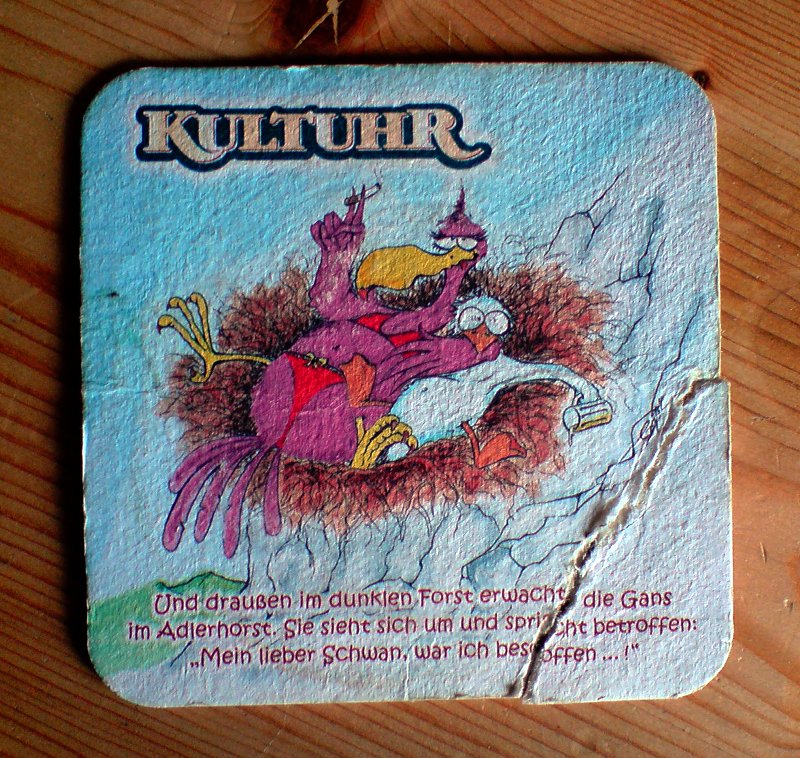 KULTUHR
Und draußen im dunklen Forst erwacht die Gans
im Adlerhorst. Sie sieht sich um und spricht betroffen:
„Mein lieber Schwan, war ich besoffen ... !“